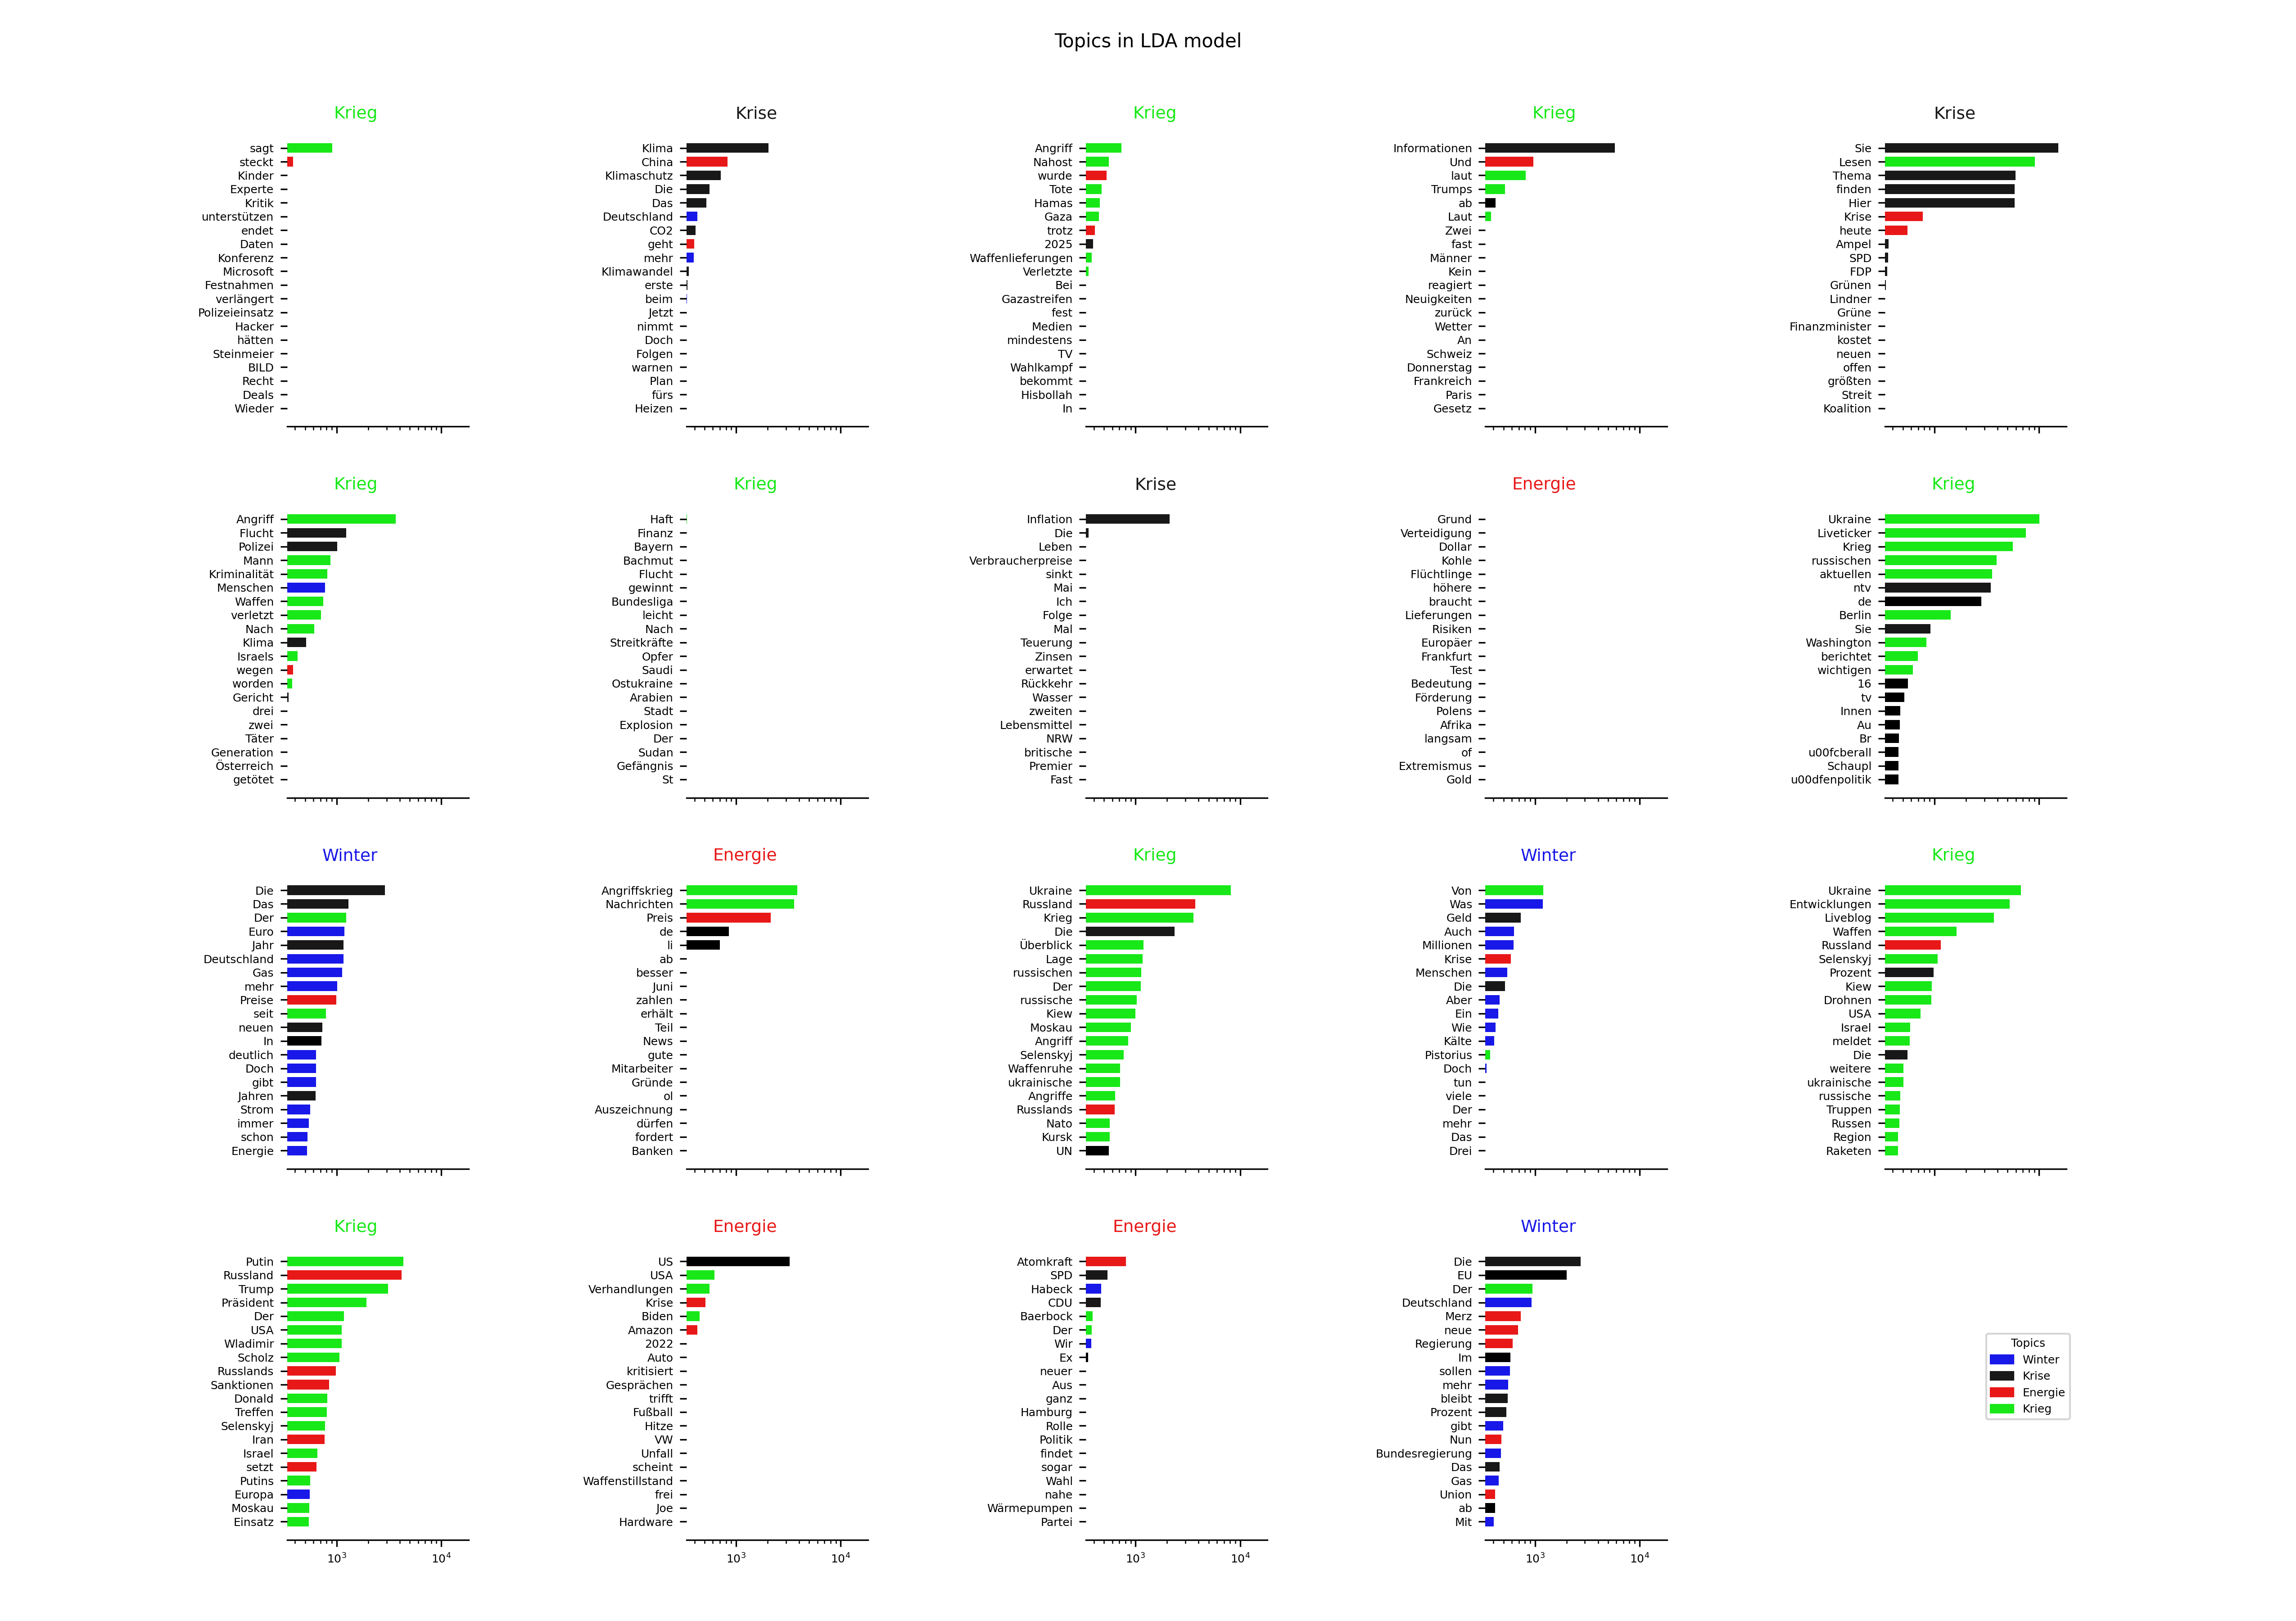 Topics in LDA model
Krieg
sagt
steckt
Kinder
Experte
Kritik
unterstützen
endet
Daten
Konferenz
Microsoft
Festnahmen
verlängert
Polizeieinsatz
Hacker
hätten
Steinmeier
BILD
Recht
Deals
Wieder
Krise
Klima
China
Klimaschutz
Die
Das
Deutschland
CO2
geht
mehr
Klimawandel
erste
beim
Jetzt
nimmt
Doch
Folgen
warnen
Plan
fürs
Heizen
Krieg
Angriff
Nahost
wurde
Tote
Hamas
Gaza
trotz
2025
Waffenlieferungen
Verletzte
Bei
Gazastreifen
fest
Medien
mindestens
TV
Wahlkampf
bekommt
Hisbollah
In
Krieg
Informationen
Und
laut
Trumps
ab
Laut
Zwei
fast
Männer
Kein
reagiert
Neuigkeiten
zurück
Wetter
An
Schweiz
Donnerstag
Frankreich
Paris
Gesetz
Krise
Sie
Lesen
Thema
finden
Hier
Krise
heute
Ampel
SPD
FDP
Grünen
Lindner
Grüne
Finanzminister
kostet
neuen
offen
größten
Streit
Koalition
Krieg
Angriff
Flucht
Polizei
Mann
Kriminalität
Menschen
Waffen
verletzt
Nach
Klima
Israels
wegen
worden
Gericht
drei
zwei
Täter
Generation
Österreich
getötet
Krieg
Haft
Finanz
Bayern
Bachmut
Flucht
gewinnt
Bundesliga
leicht
Nach
Streitkräfte
Opfer
Saudi
Ostukraine
Arabien
Stadt
Explosion
Der
Sudan
Gefängnis
St
Krise
Inflation
Die
Leben
Verbraucherpreise
sinkt
Mai
Ich
Folge
Mal
Teuerung
Zinsen
erwartet
Rückkehr
Wasser
zweiten
Lebensmittel
NRW
britische
Premier
Fast
Energie
Grund
Verteidigung
Dollar
Kohle
Flüchtlinge
höhere
braucht
Lieferungen
Risiken
Europäer
Frankfurt
Test
Bedeutung
Förderung
Polens
Afrika
langsam
of
Extremismus
Gold
Krieg
Ukraine
Liveticker
Krieg
russischen
aktuellen
ntv
de
Berlin
Sie
Washington
berichtet
wichtigen
16
tv
Innen
Au
Br
u00fcberall
Schaupl
u00dfenpolitik
Winter
Die
Das
Der
Euro
Jahr
Deutschland
Gas
mehr
Preise
seit
neuen
In
deutlich
Doch
gibt
Jahren
Strom
immer
schon
Energie
Energie
Angriffskrieg
Nachrichten
Preis
de
li
ab
besser
Juni
zahlen
erhält
Teil
News
gute
Mitarbeiter
Gründe
ol
Auszeichnung
dürfen
fordert
Banken
Krieg
Ukraine
Russland
Krieg
Die
Überblick
Lage
russischen
Der
russische
Kiew
Moskau
Angriff
Selenskyj
Waffenruhe
ukrainische
Angriffe
Russlands
Nato
Kursk
UN
Winter
Von
Was
Geld
Auch
Millionen
Krise
Menschen
Die
Aber
Ein
Wie
Kälte
Pistorius
Doch
tun
viele
Der
mehr
Das
Drei
Krieg
Ukraine
Entwicklungen
Liveblog
Waffen
Russland
Selenskyj
Prozent
Kiew
Drohnen
USA
Israel
meldet
Die
weitere
ukrainische
russische
Truppen
Russen
Region
Raketen
Krieg
Putin
Russland
Trump
Präsident
Der
USA
Wladimir
Scholz
Russlands
Sanktionen
Donald
Treffen
Selenskyj
Iran
Israel
setzt
Putins
Europa
Moskau
Einsatz
10³ 10⁴
Energie
US
USA
Verhandlungen
Krise
Biden
Amazon
2022
Auto
kritisiert
Gesprächen
trifft
Fußball
Hitze
VW
Unfall
scheint
Waffenstillstand
frei
Joe
Hardware
10³ 10⁴
Energie
Atomkraft
SPD
Habeck
CDU
Baerbock
Der
Wir
Ex
neuer
Aus
ganz
Hamburg
Rolle
Politik
findet
sogar
Wahl
nahe
Wärmepumpen
Partei
10³ 10⁴
Winter
Die
EU
Der
Deutschland
Merz
neue
Regierung
Im
sollen
mehr
bleibt
Prozent
gibt
Nun
Bundesregierung
Das
Gas
Union
ab
Mit
10³ 10⁴
Topics
Winter
Krise
Energie
Krieg